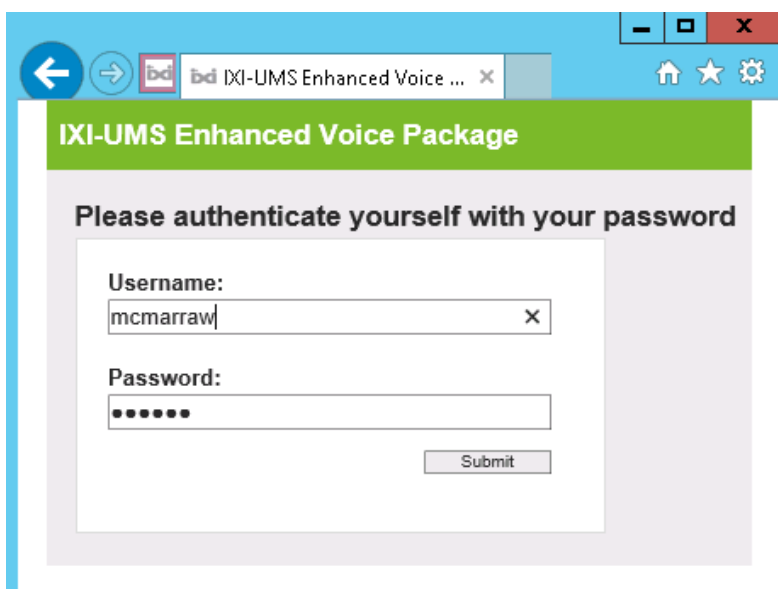 bd IXI-UMS Enhanced Voice ...
IXI-UMS Enhanced Voice Package
Please authenticate yourself with your password
Username:
mcmarraw
Password:
••••••
Submit